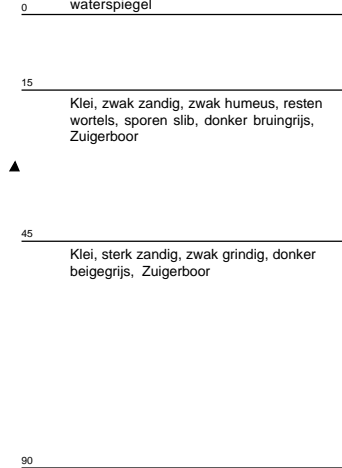 waterspiegel
0
15
Klei, zwak zandig, zwak humeus, resten
wortels, sporen slib, donker bruingrijs,
Zuigerboor
45
Klei, sterk zandig, zwak grindig, donker
beigegrijs, Zuigerboor
90